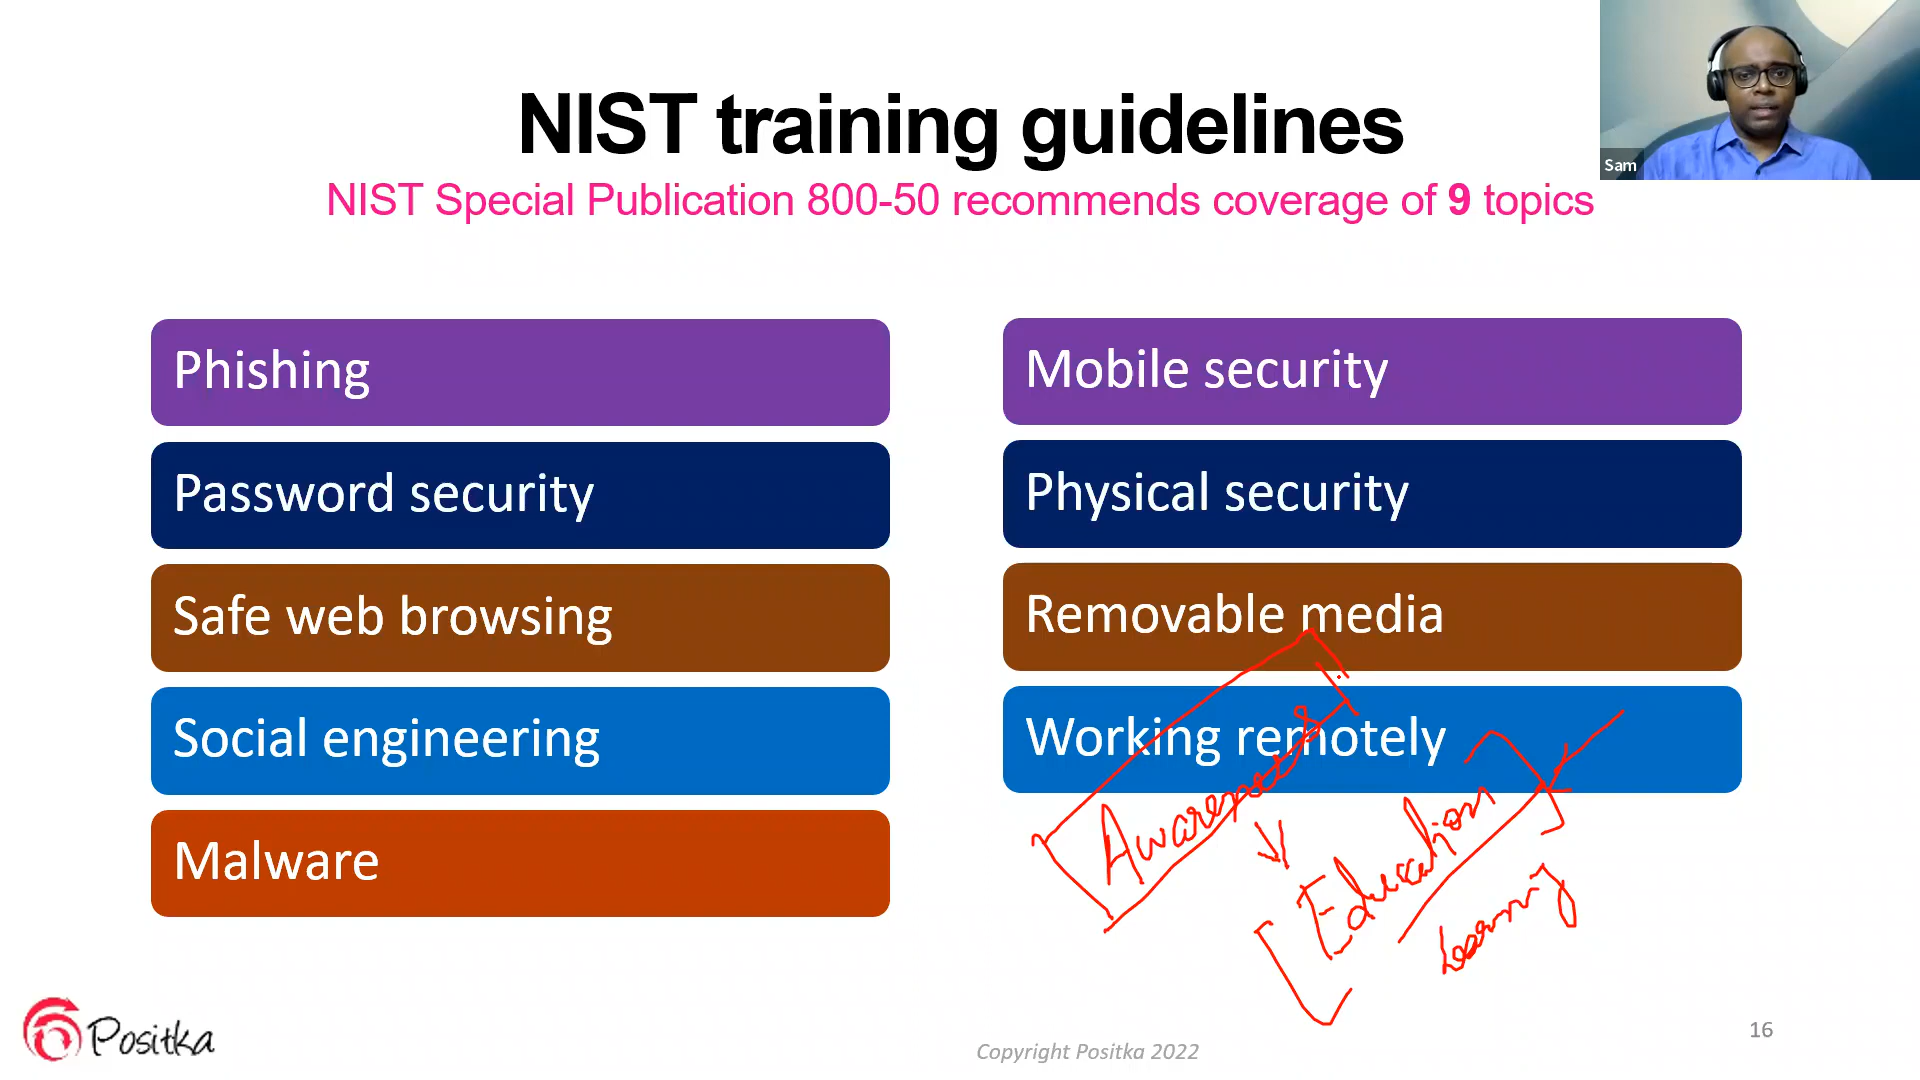 NIST training guidelines
NIST Special Publication 800-50 recommends coverage of 9 topics
Sam
Phishing
Password security
Safe web browsing
Social engineering
Malware
Mobile security
Physical security
Removable media
Working remotely
Awareness
Education
Learning
Positka
Copyright Positka 2022
16